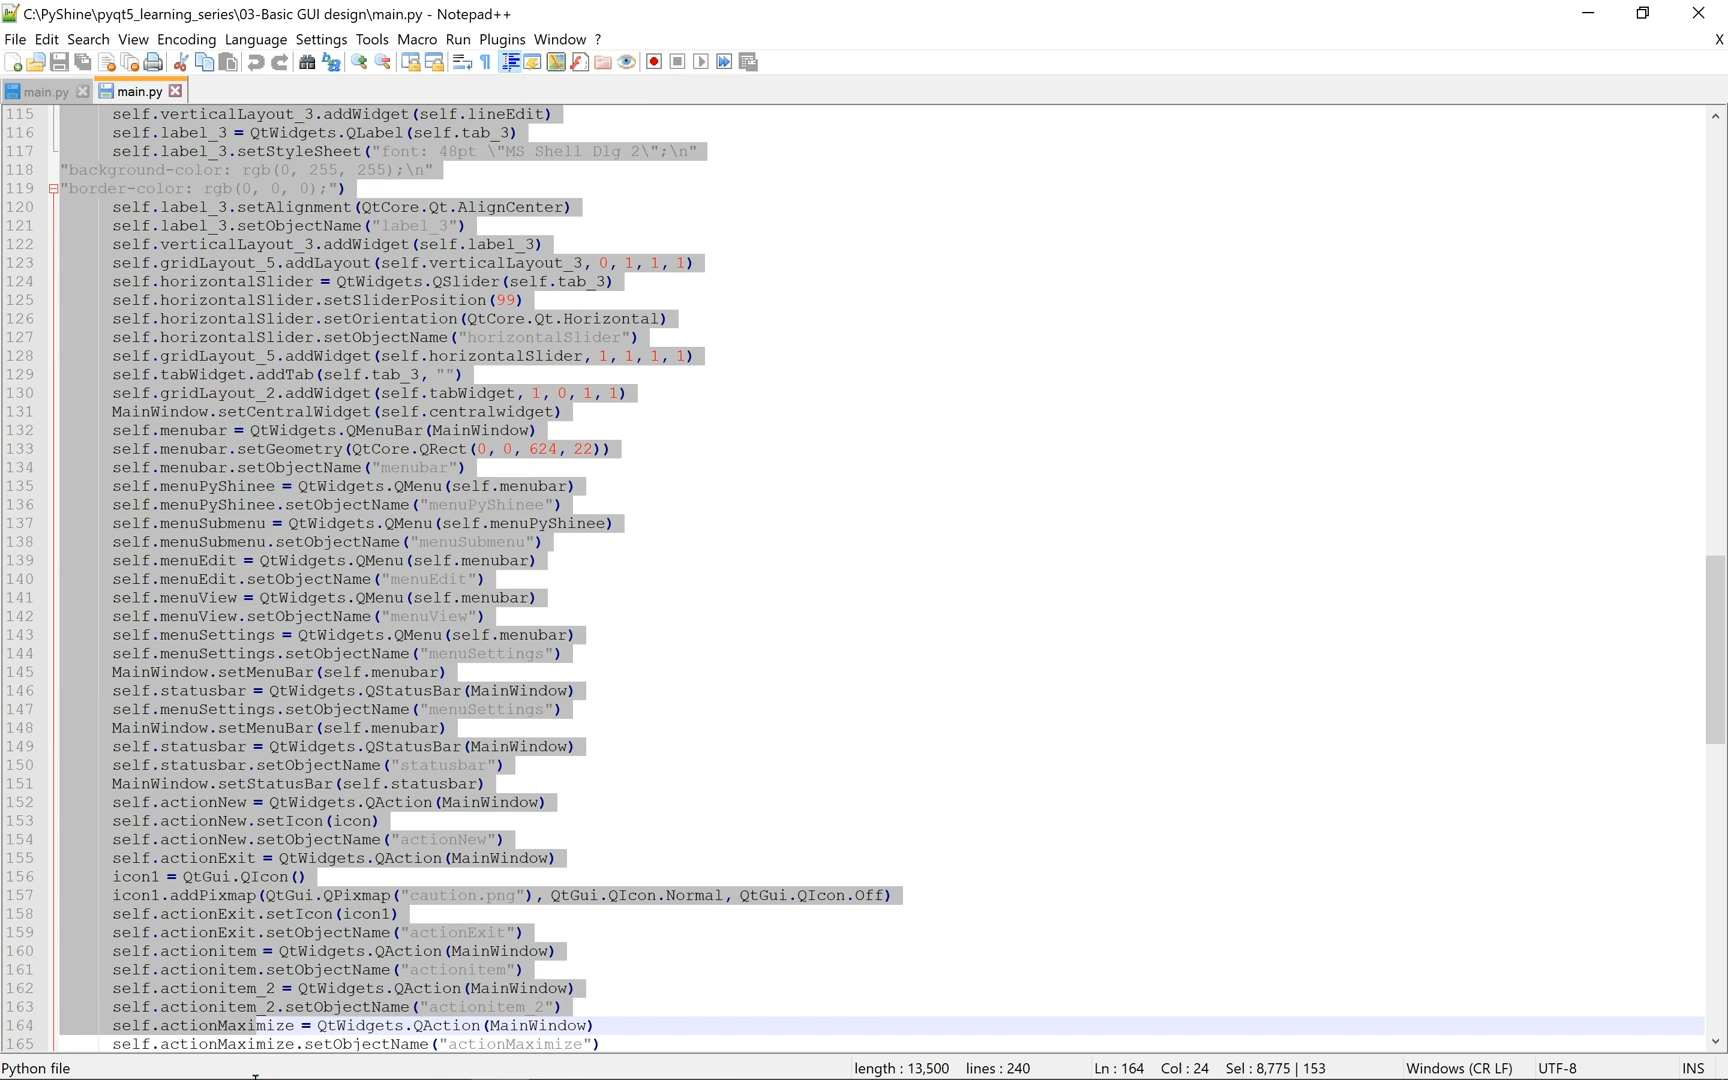 C:\PyShine\pyqt5_learning_series\03-Basic GUI design\main.py - Notepad++
File Edit Search View Encoding Language Settings Tools Macro Run Plugins Window ? X
main.py main.py
115 self.verticalLayout_3.addWidget(self.lineEdit)
116 self.label_3 = QtWidgets.QLabel(self.tab_3)
117 self.label_3.setStyleSheet("font: 48pt \"MS Shell Dlg 2\";\n"
118 "background-color: rgb(0, 255, 255);\n"
119 "border-color: rgb(0, 0, 0);")
120 self.label_3.setAlignment(QtCore.Qt.AlignCenter)
121 self.label_3.setObjectName("label_3")
122 self.verticalLayout_3.addWidget(self.label_3)
123 self.gridLayout_5.addLayout(self.verticalLayout_3, 0, 1, 1, 1)
124 self.horizontalSlider = QtWidgets.QSlider(self.tab_3)
125 self.horizontalSlider.setSliderPosition(99)
126 self.horizontalSlider.setOrientation(QtCore.Qt.Horizontal)
127 self.horizontalSlider.setObjectName("horizontalSlider")
128 self.gridLayout_5.addWidget(self.horizontalSlider, 1, 1, 1, 1)
129 self.tabWidget.addTab(self.tab_3, "")
130 self.gridLayout_2.addWidget(self.tabWidget, 1, 0, 1, 1)
131 MainWindow.setCentralWidget(self.centralwidget)
132 self.menubar = QtWidgets.QMenuBar(MainWindow)
133 self.menubar.setGeometry(QtCore.QRect(0, 0, 624, 22))
134 self.menubar.setObjectName("menubar")
135 self.menuPyShinee = QtWidgets.QMenu(self.menubar)
136 self.menuPyShinee.setObjectName("menuPyShinee")
137 self.menuSubmenu = QtWidgets.QMenu(self.menuPyShinee)
138 self.menuSubmenu.setObjectName("menuSubmenu")
139 self.menuEdit = QtWidgets.QMenu(self.menubar)
140 self.menuEdit.setObjectName("menuEdit")
141 self.menuView = QtWidgets.QMenu(self.menubar)
142 self.menuView.setObjectName("menuView")
143 self.menuSettings = QtWidgets.QMenu(self.menubar)
144 self.menuSettings.setObjectName("menuSettings")
145 MainWindow.setMenuBar(self.menubar)
146 self.statusbar = QtWidgets.QStatusBar(MainWindow)
147 self.menuSettings.setObjectName("menuSettings")
148 MainWindow.setMenuBar(self.menubar)
149 self.statusbar = QtWidgets.QStatusBar(MainWindow)
150 self.statusbar.setObjectName("statusbar")
151 MainWindow.setStatusBar(self.statusbar)
152 self.actionNew = QtWidgets.QAction(MainWindow)
153 self.actionNew.setIcon(icon)
154 self.actionNew.setObjectName("actionNew")
155 self.actionExit = QtWidgets.QAction(MainWindow)
156 icon1 = QtGui.QIcon()
157 icon1.addPixmap(QtGui.QPixmap("caution.png"), QtGui.QIcon.Normal, QtGui.QIcon.Off)
158 self.actionExit.setIcon(icon1)
159 self.actionExit.setObjectName("actionExit")
160 self.actionitem = QtWidgets.QAction(MainWindow)
161 self.actionitem.setObjectName("actionitem")
162 self.actionitem_2 = QtWidgets.QAction(MainWindow)
163 self.actionitem_2.setObjectName("actionitem_2")
164 self.actionMaximize = QtWidgets.QAction(MainWindow)
165 self.actionMaximize.setObjectName("actionMaximize")
Python file length : 13,500 lines : 240 Ln : 164 Col : 24 Sel : 8,775 | 153 Windows (CR LF) UTF-8 INS